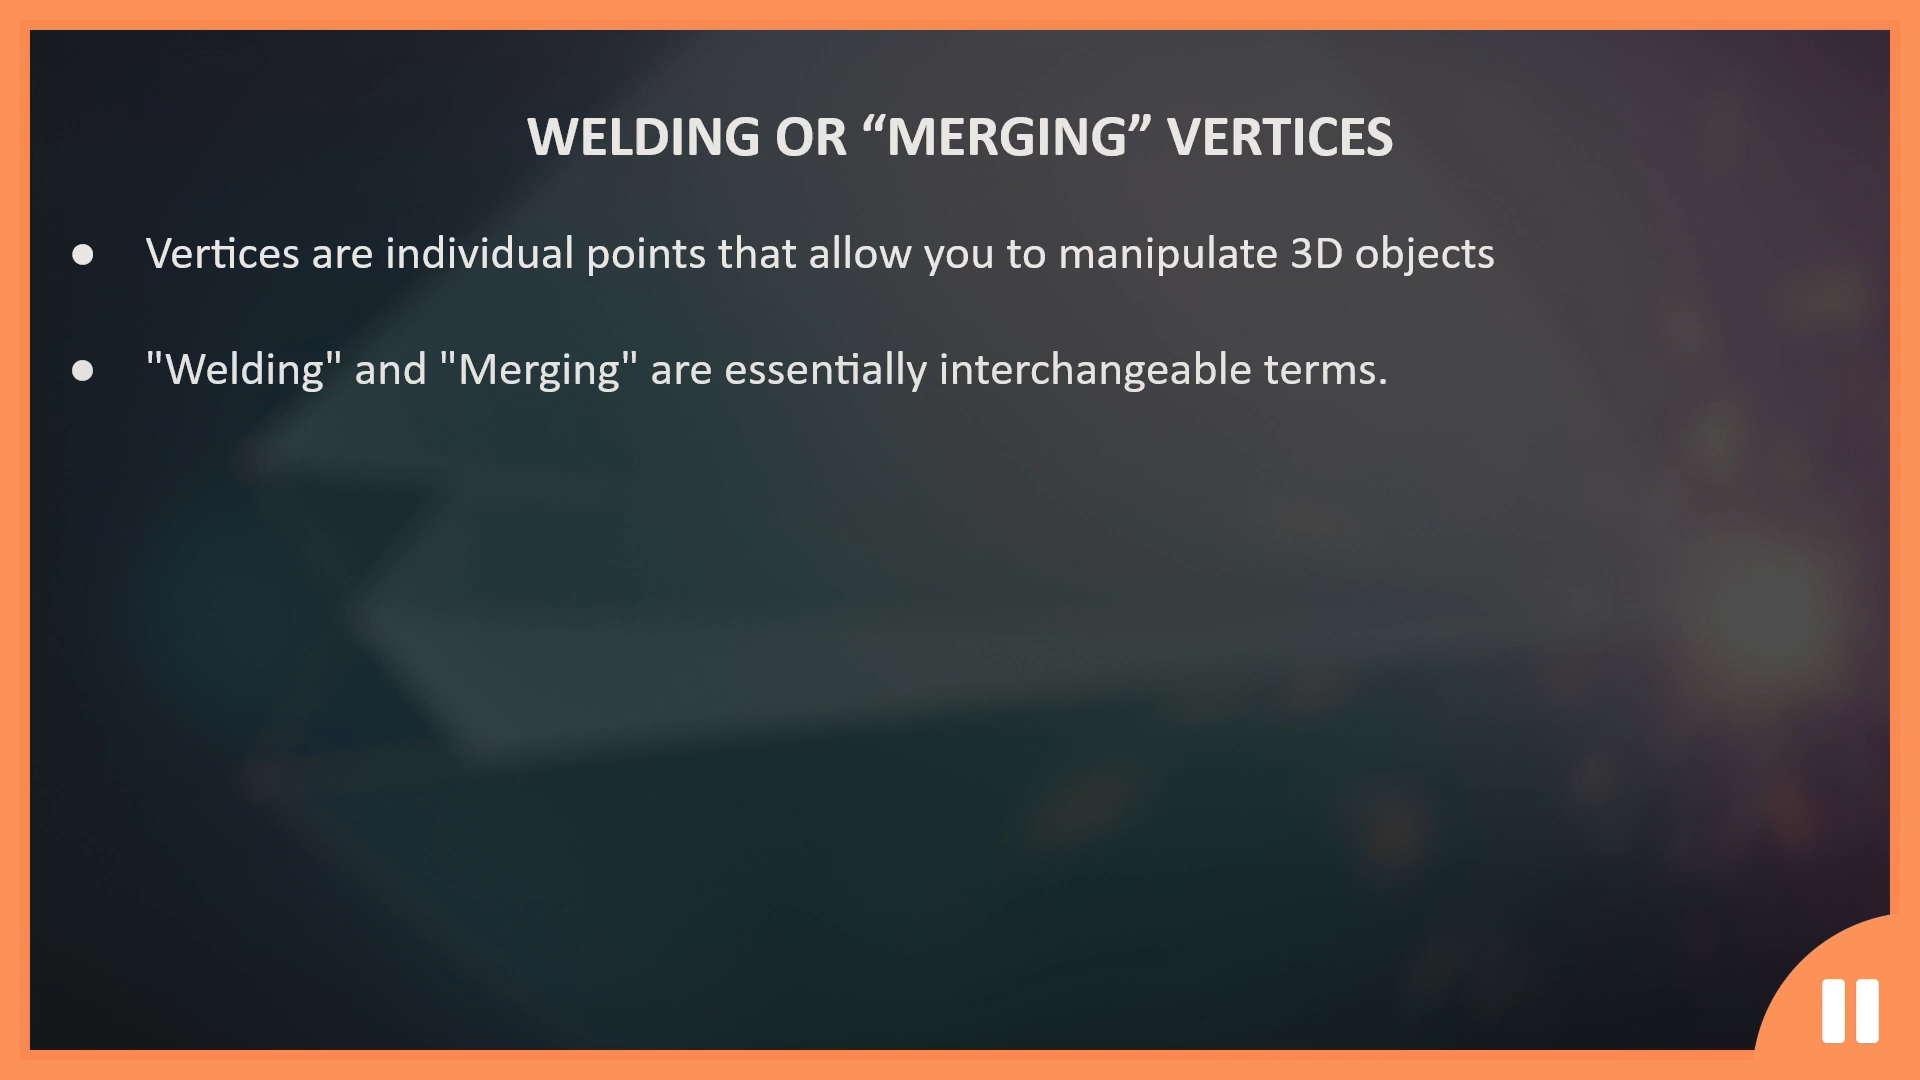 WELDING OR “MERGING” VERTICES
● Vertices are individual points that allow you to manipulate 3D objects
● "Welding" and "Merging" are essentially interchangeable terms.